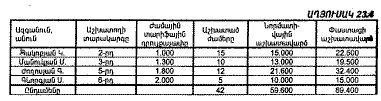 ԱՂՅՈՒՍԱԿ 23.4
Ազգանուն, անուն | Աշխատողի տարակարգը | Ժամային տարիֆային դրույքաչափը | Աշխատած ժամերը | Նորմատիվային աշխատավարձ | Փաստացի աշխատավարձ
Հակոբյան Կ. | 2-րդ | 1.000 | 15 | 15.000 | 22.500
Մանուկյան Մ. | 3-րդ | 1.300 | 10 | 13.000 | 19.500
Ժդոսյան Գ. | 5-րդ | 1.800 | 12 | 21.600 | 32.400
Գևորգյան Ս. | 6-րդ | 2.000 | 5 | 10.000 | 15.000
Ընդամենը | 42 | 59.600 | 89.400